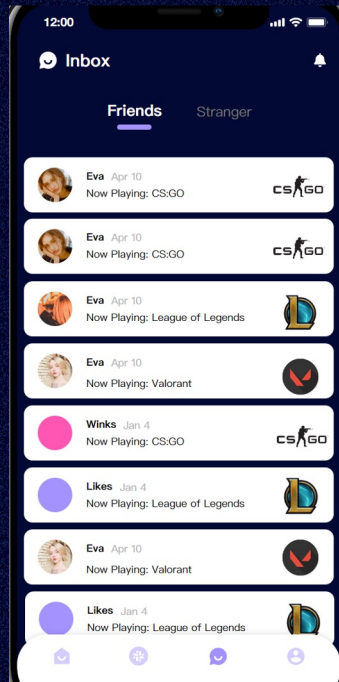 12:00
Inbox
Friends Stranger
Eva Apr 10
Now Playing: CS:GO
CS GO
Eva Apr 10
Now Playing: CS:GO
CS GO
Eva Apr 10
Now Playing: League of Legends
Eva Apr 10
Now Playing: Valorant
Winks Jan 4
Now Playing: CS:GO
CS GO
Likes Jan 4
Now Playing: League of Legends
Eva Apr 10
Now Playing: Valorant
Likes Jan 4
Now Playing: League of Legends